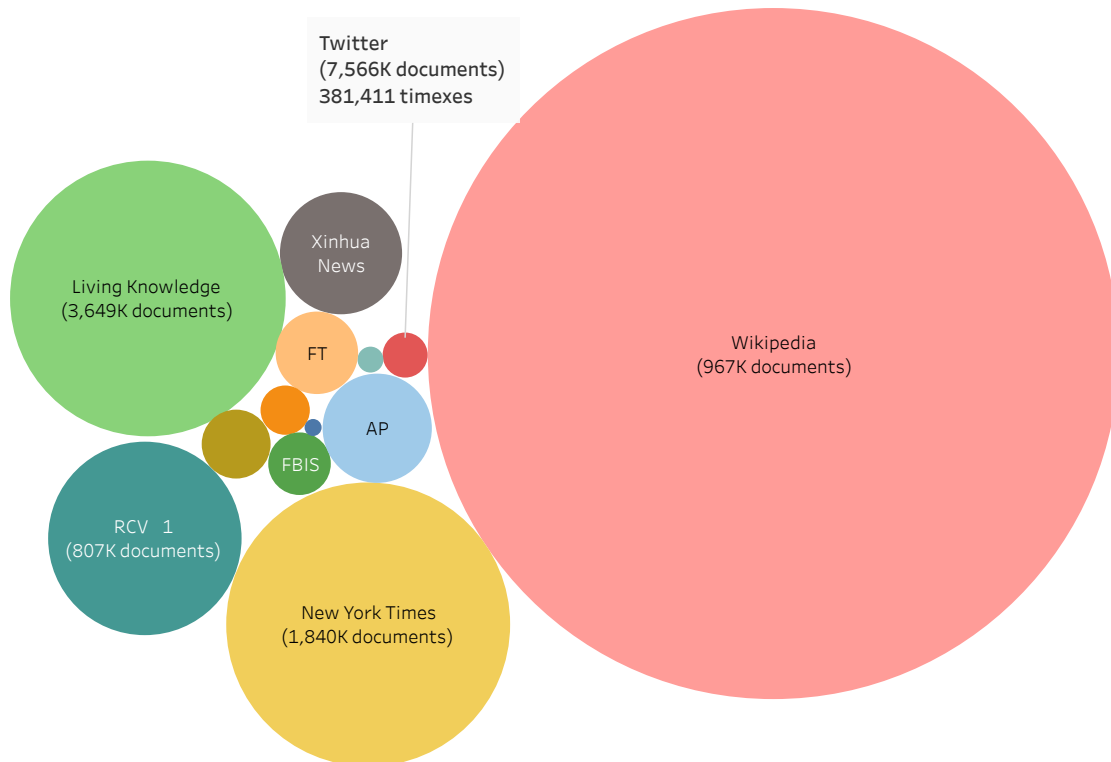 Twitter
(7,566K documents)
381,411 timexes
Xinhua
News
Living Knowledge
(3,649K documents)
FT
Wikipedia
(967K documents)
AP
FBIS
RCV 1
(807K documents)
New York Times
(1,840K documents)